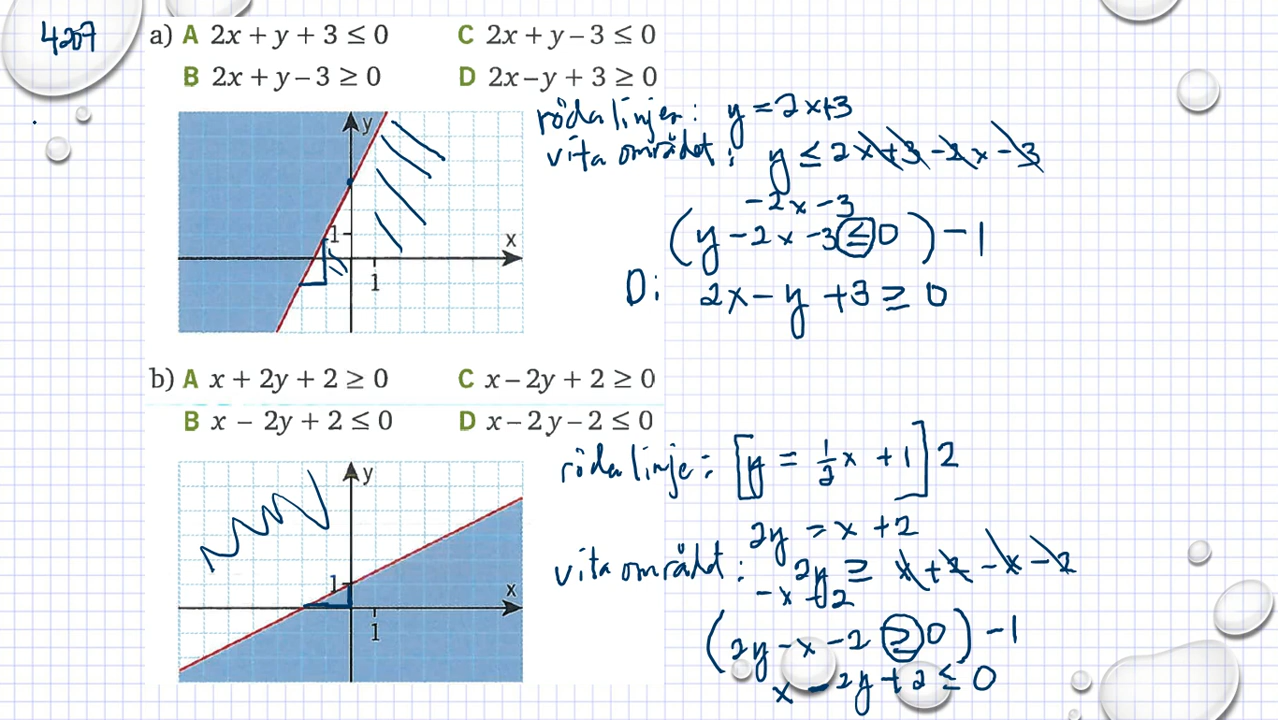 4207
a) A 2x + y + 3 ≤ 0 C 2x + y − 3 ≤ 0
B 2x + y − 3 ≥ 0 D 2x − y + 3 ≥ 0
y
1
x
1
röda linjen: y = 2x+3
vita området: y ≤ 2x+3 −2x −3
−2x −3
(y −2x −3 ≤ 0) −1
D: 2x − y + 3 ≥ 0
b) A x + 2y + 2 ≥ 0 C x − 2y + 2 ≥ 0
B x − 2y + 2 ≤ 0 D x − 2y − 2 ≤ 0
y
1
x
1
röda linje: [y = 1/2 x + 1] 2
2y = x + 2
vita området: 2y ≥ x + 2 − x − 2
(2y − x − 2 ≥ 0) −1
x − 2y + 2 ≤ 0